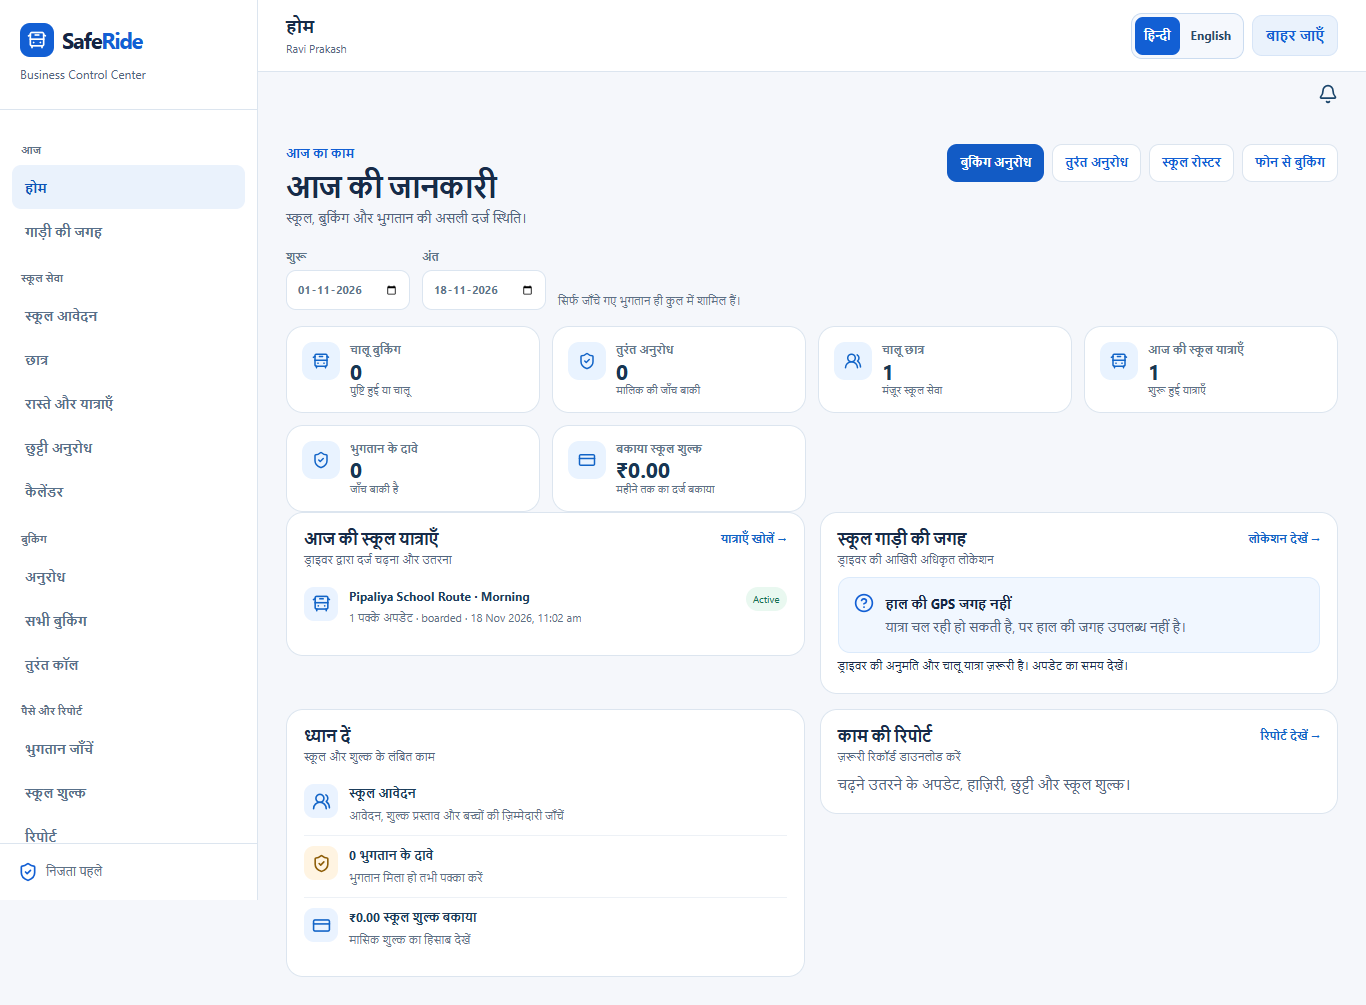 SafeRide
Business Control Center
आज
होम
गाड़ी की जगह
स्कूल सेवा
स्कूल आवेदन
छात्र
रास्ते और यात्राएँ
छुट्टी अनुरोध
कैलेंडर
बुकिंग
अनुरोध
सभी बुकिंग
तुरंत कॉल
पैसे और रिपोर्ट
भुगतान जाँचें
स्कूल शुल्क
रिपोर्ट
निजता पहले
होम
Ravi Prakash
हिन्दी English बाहर जाएँ
आज का काम
आज की जानकारी
स्कूल, बुकिंग और भुगतान की असली दर्ज स्थिति।
बुकिंग अनुरोध तुरंत अनुरोध स्कूल रोस्टर फोन से बुकिंग
शुरू अंत
01-11-2026 18-11-2026 सिर्फ जाँचे गए भुगतान ही कुल में शामिल हैं।
चालू बुकिंग
0
पुष्टि हुई या चालू
तुरंत अनुरोध
0
मालिक की जाँच बाकी
चालू छात्र
1
मंज़ूर स्कूल सेवा
आज की स्कूल यात्राएँ
1
शुरू हुई यात्राएँ
भुगतान के दावे
0
जाँच बाकी है
बकाया स्कूल शुल्क
₹0.00
महीने तक का दर्ज बकाया
आज की स्कूल यात्राएँ यात्राएँ खोलें →
ड्राइवर द्वारा दर्ज चढ़ना और उतरना
Pipaliya School Route · Morning Active
1 पक्के अपडेट · boarded · 18 Nov 2026, 11:02 am
स्कूल गाड़ी की जगह लोकेशन देखें →
ड्राइवर की आखिरी अधिकृत लोकेशन
हाल की GPS जगह नहीं
यात्रा चल रही हो सकती है, पर हाल की जगह उपलब्ध नहीं है।
ड्राइवर की अनुमति और चालू यात्रा ज़रूरी है। अपडेट का समय देखें।
ध्यान दें
स्कूल और शुल्क के लंबित काम
स्कूल आवेदन
आवेदन, शुल्क प्रस्ताव और बच्चों की ज़िम्मेदारी जाँचें
0 भुगतान के दावे
भुगतान मिला हो तभी पक्का करें
₹0.00 स्कूल शुल्क बकाया
मासिक शुल्क का हिसाब देखें
काम की रिपोर्ट रिपोर्ट देखें →
ज़रूरी रिकॉर्ड डाउनलोड करें
चढ़ने उतरने के अपडेट, हाज़िरी, छुट्टी और स्कूल शुल्क।